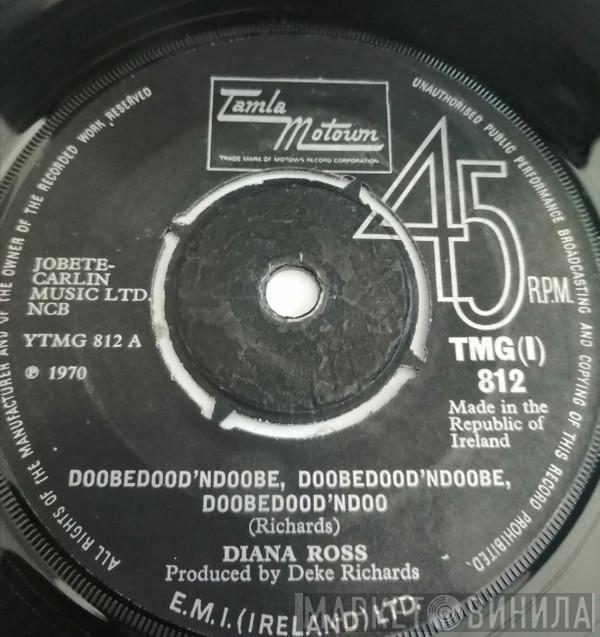 Tamla
Motown
TRADE MARK OF MOTOWN RECORD CORPORATION
45
R.P.M.
JOBETE-
CARLIN
MUSIC LTD.
NCB
YTMG 812 A
℗ 1970
TMG(I)
812
Made in the
Republic of
Ireland
DOOBEDOOD'NDOOBE, DOOBEDOOD'NDOOBE,
DOOBEDOOD'NDOO
(Richards)
DIANA ROSS
Produced by Deke Richards
E.M.I. (IRELAND) LTD.
ALL RIGHTS OF THE MANUFACTURER AND OF THE OWNER OF THE RECORDED WORK RESERVED
UNAUTHORISED PUBLIC PERFORMANCE BROADCASTING AND COPYING OF THIS RECORD PROHIBITED.
МАРКЕТ ВИНИЛА